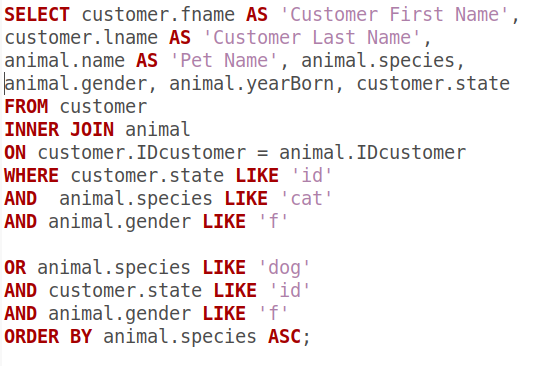 SELECT customer.fname AS 'Customer First Name',
customer.lname AS 'Customer Last Name',
animal.name AS 'Pet Name', animal.species,
animal.gender, animal.yearBorn, customer.state
FROM customer
INNER JOIN animal
ON customer.IDcustomer = animal.IDcustomer
WHERE customer.state LIKE 'id'
AND  animal.species LIKE 'cat'
AND animal.gender LIKE 'f'

OR animal.species LIKE 'dog'
AND customer.state LIKE 'id'
AND animal.gender LIKE 'f'
ORDER BY animal.species ASC;